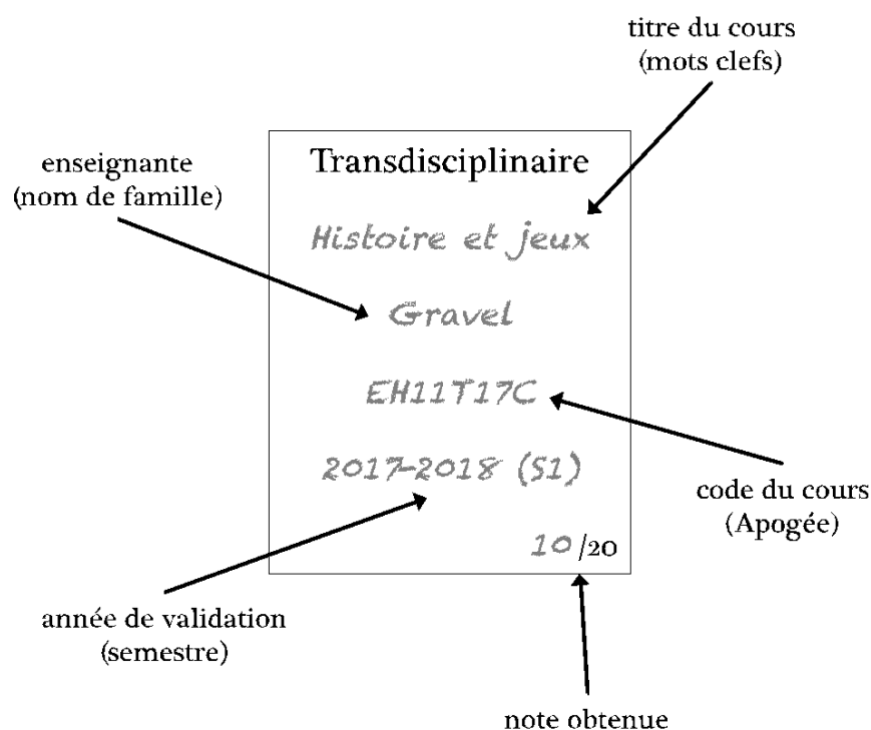 titre du cours
(mots clefs)
enseignante
(nom de famille)
Transdisciplinaire
Histoire et jeux
Gravel
EH11T17C
2017-2018 (S1)
10/20
code du cours
(Apogée)
année de validation
(semestre)
note obtenue